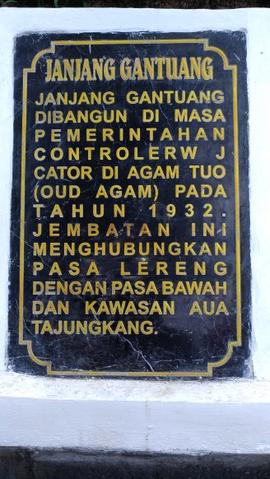 JANJANG GANTUANG
JANJANG GANTUANG
DIBANGUN DI MASA
PEMERINTAHAN
CONTROLERW J
CATOR DI AGAM TUO
(OUD AGAM) PADA
TAHUN 1932.
JEMBATAN INI
MENGHUBUNGKAN
PASA LERENG
DENGAN PASA BAWAH
DAN KAWASAN AUA
TAJUNGKANG.